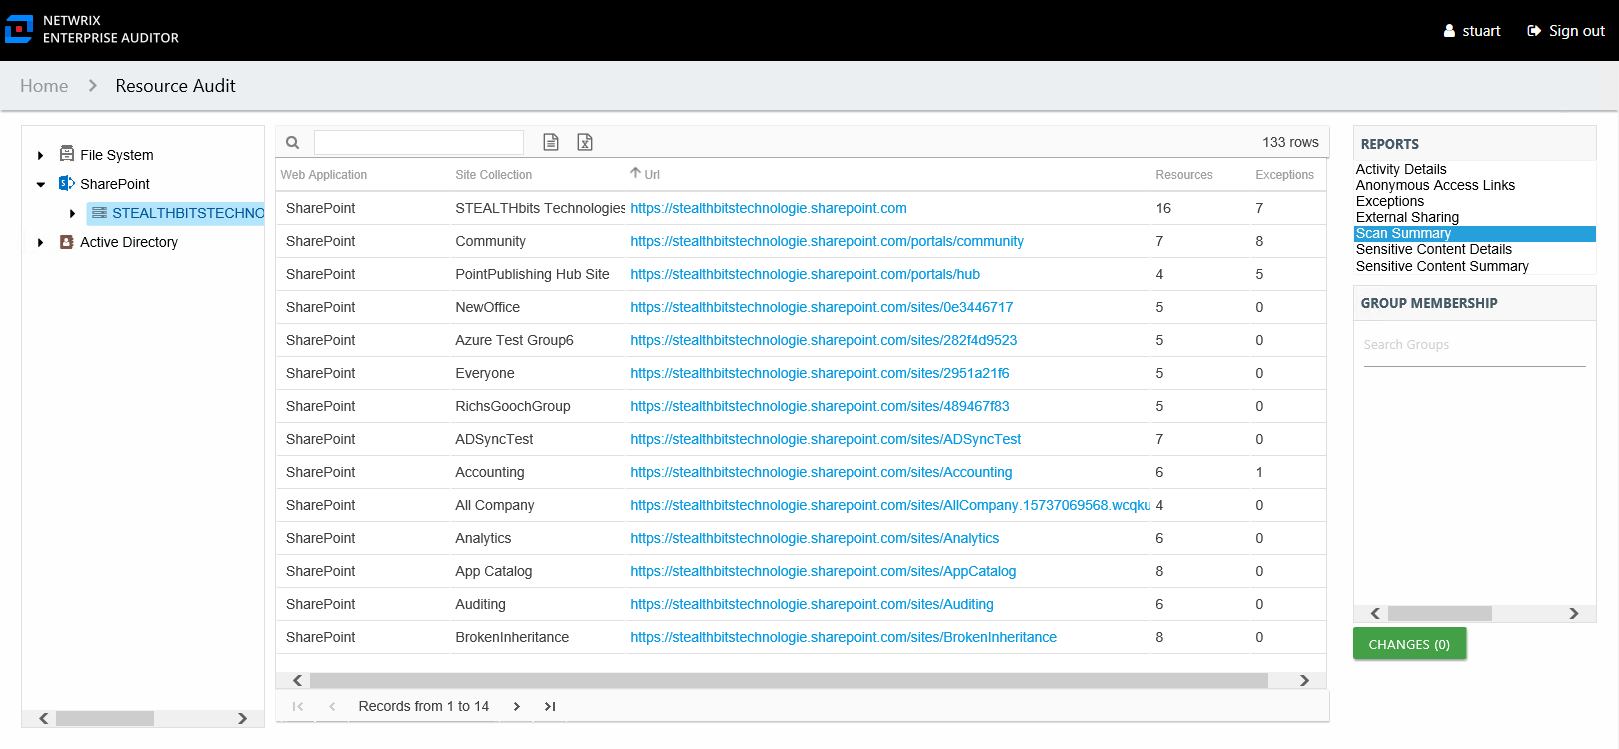 NETWRIX
ENTERPRISE AUDITOR
stuart Sign out
Home Resource Audit
File System
SharePoint
STEALTHBITSTECHNO
Active Directory
133 rows
Web Application Site Collection Url Resources Exceptions
SharePoint STEALTHbits Technologies https://stealthbitstechnologie.sharepoint.com 16 7
SharePoint Community https://stealthbitstechnologie.sharepoint.com/portals/community 7 8
SharePoint PointPublishing Hub Site https://stealthbitstechnologie.sharepoint.com/portals/hub 4 5
SharePoint NewOffice https://stealthbitstechnologie.sharepoint.com/sites/0e3446717 5 0
SharePoint Azure Test Group6 https://stealthbitstechnologie.sharepoint.com/sites/282f4d9523 5 0
SharePoint Everyone https://stealthbitstechnologie.sharepoint.com/sites/2951a21f6 5 0
SharePoint RichsGoochGroup https://stealthbitstechnologie.sharepoint.com/sites/489467f83 5 0
SharePoint ADSyncTest https://stealthbitstechnologie.sharepoint.com/sites/ADSyncTest 7 0
SharePoint Accounting https://stealthbitstechnologie.sharepoint.com/sites/Accounting 6 1
SharePoint All Company https://stealthbitstechnologie.sharepoint.com/sites/AllCompany.15737069568.wcqku 4 0
SharePoint Analytics https://stealthbitstechnologie.sharepoint.com/sites/Analytics 6 0
SharePoint App Catalog https://stealthbitstechnologie.sharepoint.com/sites/AppCatalog 8 0
SharePoint Auditing https://stealthbitstechnologie.sharepoint.com/sites/Auditing 6 0
SharePoint BrokenInheritance https://stealthbitstechnologie.sharepoint.com/sites/BrokenInheritance 8 0
Records from 1 to 14
REPORTS
Activity Details
Anonymous Access Links
Exceptions
External Sharing
Scan Summary
Sensitive Content Details
Sensitive Content Summary
GROUP MEMBERSHIP
Search Groups
CHANGES (0)